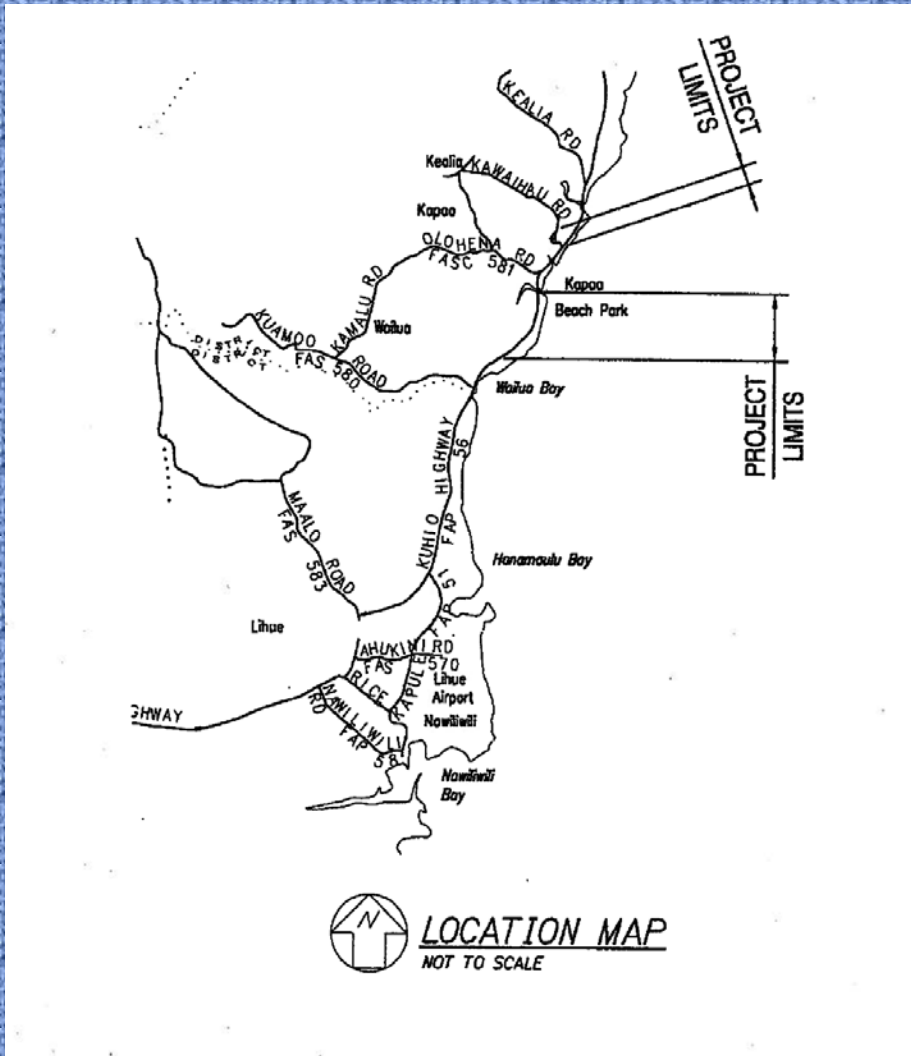 PROJECT
LIMITS
KEALIA RD
Kealia
KAWAIHAU RD
Kapaa
OLOHENA RD
FASC 581
KAMALU RD
Kapaa
Beach Park
Wailua
KUAMOO ROAD
FAS 580
DISTRICT
DISTRICT
Wailua Bay
PROJECT
LIMITS
KUHIO HIGHWAY
FAP 56
MAALO ROAD
FAS 583
Hanamaulu Bay
Lihue
AHUKINI RD
FAS 570
KAPULE FAP 51
RICE
Lihue
Airport
Nawiliwili
NAWILIWILI
RD
FAP 58
GHWAY
Nawiliwili
Bay
N
LOCATION MAP
NOT TO SCALE